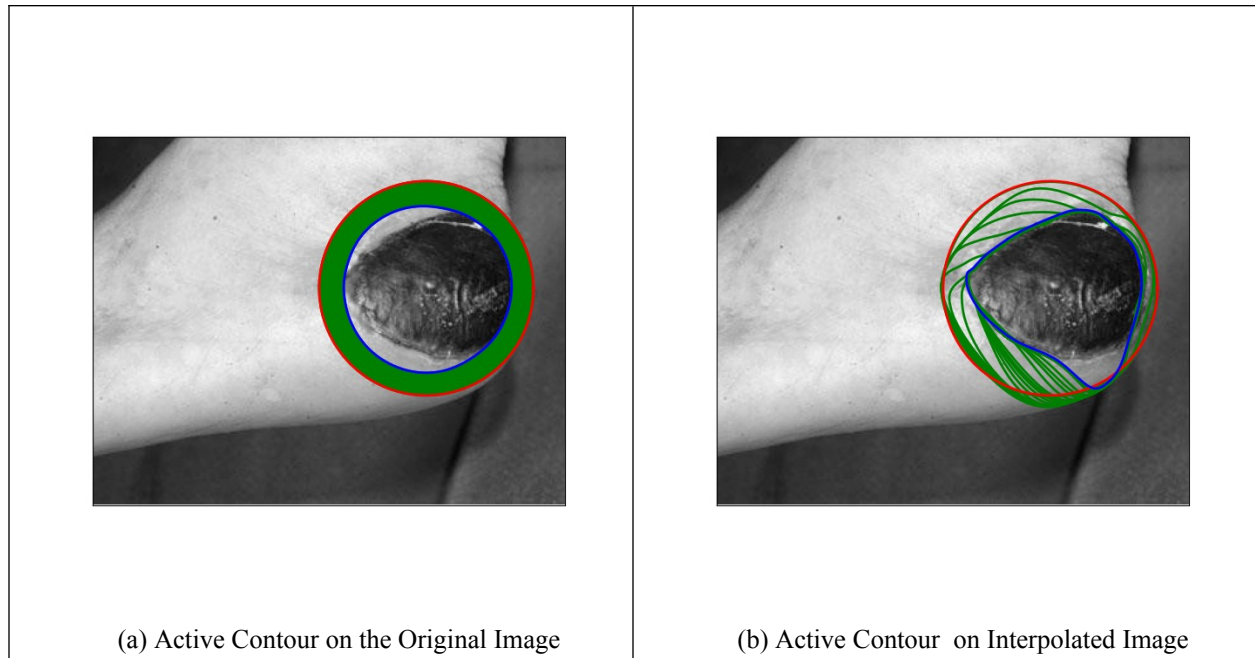 (a) Active Contour on the Original Image
(b) Active Contour on Interpolated Image